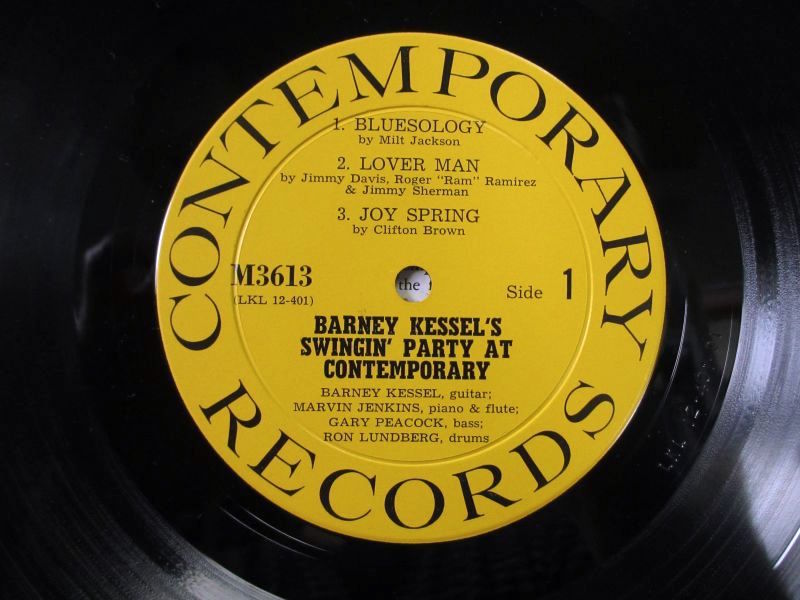 CONTEMPORARY
1. BLUESOLOGY
by Milt Jackson
2. LOVER MAN
by Jimmy Davis, Roger "Ram" Ramirez
& Jimmy Sherman
3. JOY SPRING
by Clifton Brown
M3613
(LKL 12-401)
the
Side 1
BARNEY KESSEL'S
SWINGIN' PARTY AT
CONTEMPORARY
BARNEY KESSEL, guitar;
MARVIN JENKINS, piano & flute;
GARY PEACOCK, bass;
RON LUNDBERG, drums
RECORDS